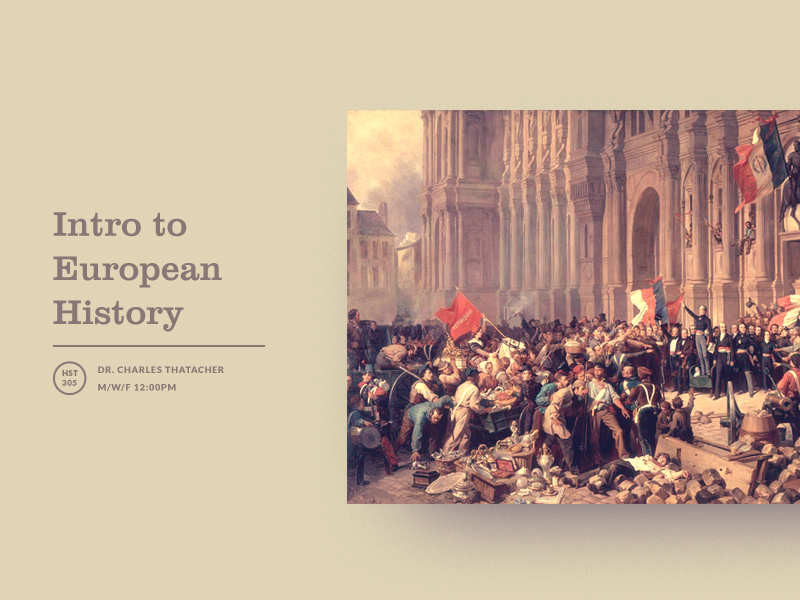 Intro to
European
History
HST
305
DR. CHARLES THATACHER
M/W/F 12:00PM